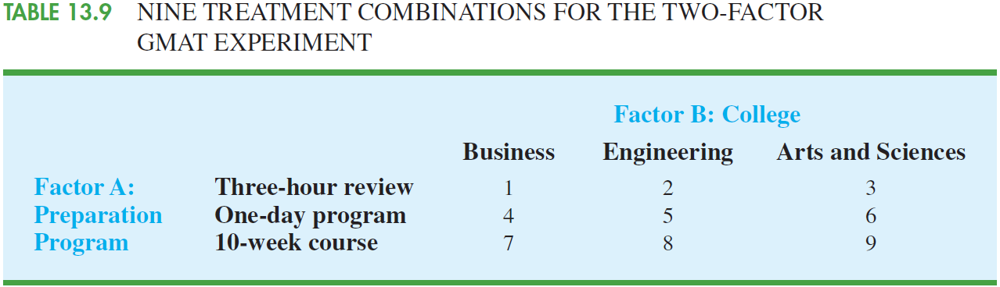 TABLE 13.9 NINE TREATMENT COMBINATIONS FOR THE TWO-FACTOR
GMAT EXPERIMENT
Factor B: College
Business Engineering Arts and Sciences
Factor A: Three-hour review 1 2 3
Preparation One-day program 4 5 6
Program 10-week course 7 8 9